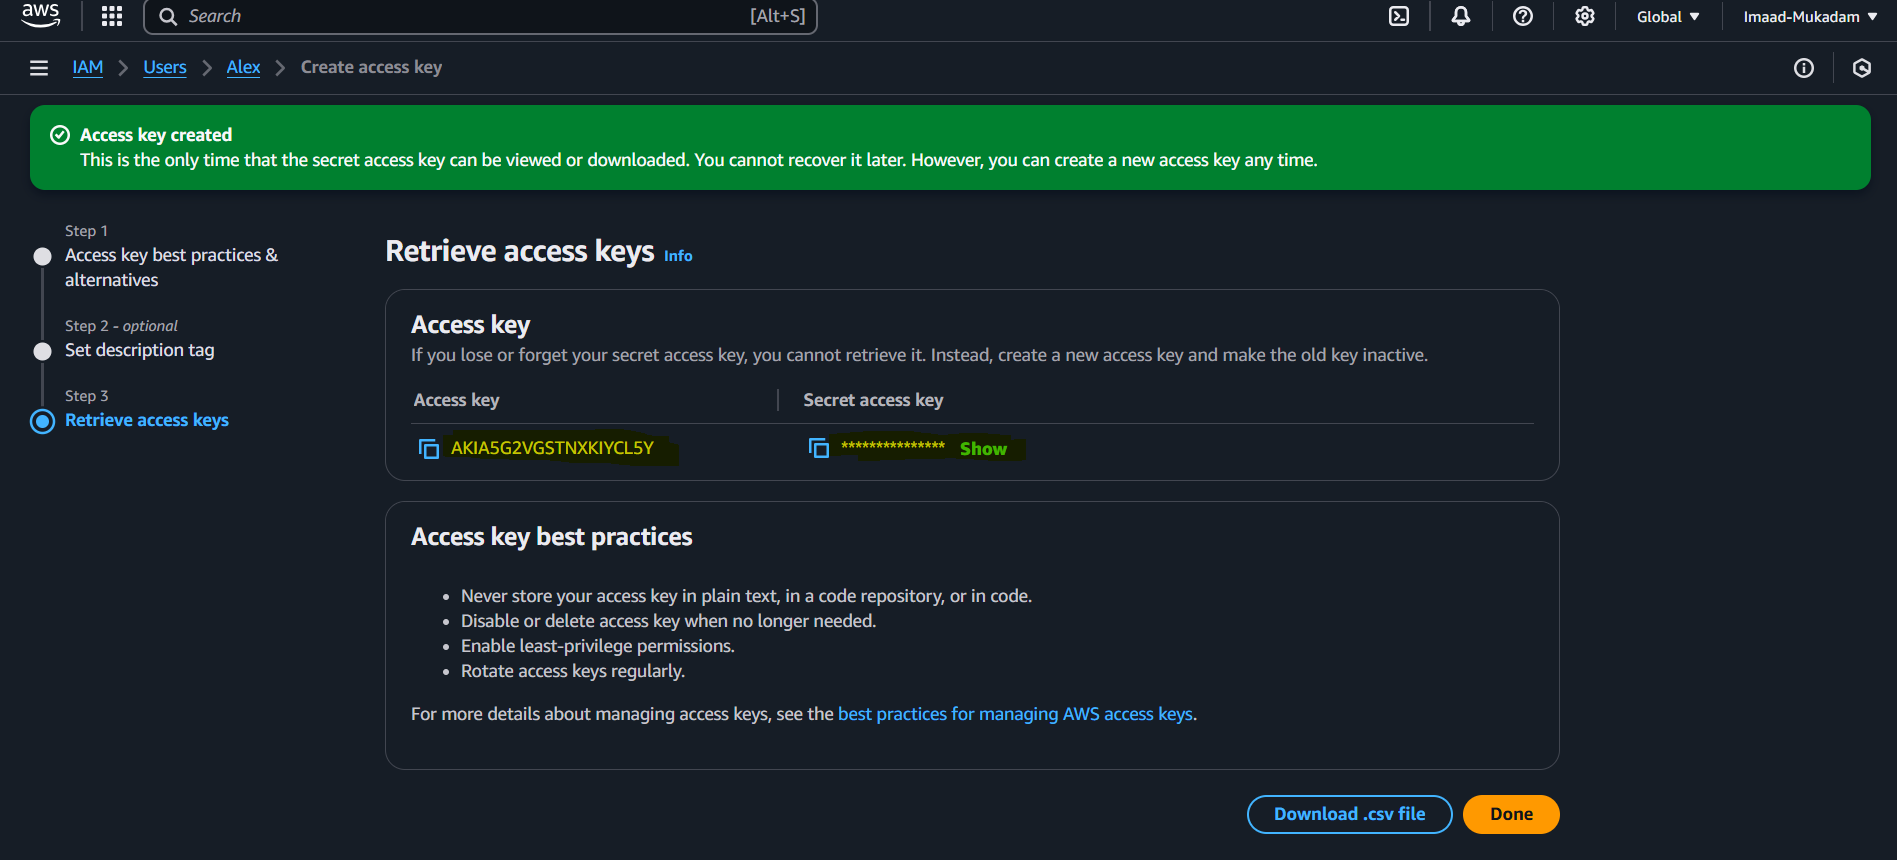 aws
Search [Alt+S] Global Imaad-Mukadam
IAM Users Alex Create access key
Access key created
This is the only time that the secret access key can be viewed or downloaded. You cannot recover it later. However, you can create a new access key any time.
Step 1
Access key best practices &
alternatives
Step 2 - optional
Set description tag
Step 3
Retrieve access keys
Retrieve access keys Info
Access key
If you lose or forget your secret access key, you cannot retrieve it. Instead, create a new access key and make the old key inactive.
Access key Secret access key
AKIA5G2VGSTNXKIYCL5Y *************** Show
Access key best practices
• Never store your access key in plain text, in a code repository, or in code.
• Disable or delete access key when no longer needed.
• Enable least-privilege permissions.
• Rotate access keys regularly.
For more details about managing access keys, see the best practices for managing AWS access keys.
Download .csv file Done